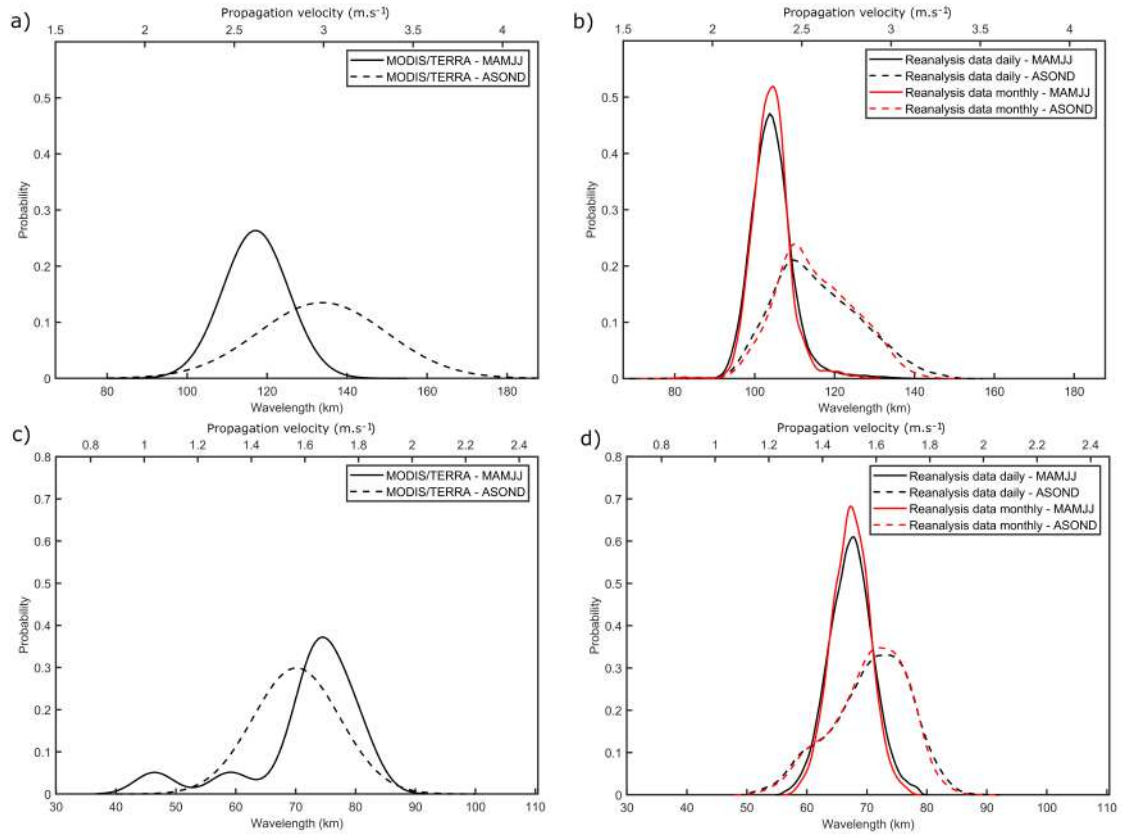 a)
Propagation velocity (m.s⁻¹)
1.5 2 2.5 3 3.5 4
MODIS/TERRA - MAMJJ
MODIS/TERRA - ASOND
0.5
0.4
0.3
0.2
0.1
0
Probability
80 100 120 140 160 180
Wavelength (km)
b)
Propagation velocity (m.s⁻¹)
1.5 2 2.5 3 3.5 4
Reanalysis data daily - MAMJJ
Reanalysis data daily - ASOND
Reanalysis data monthly - MAMJJ
Reanalysis data monthly - ASOND
0.5
0.4
0.3
0.2
0.1
0
Probability
80 100 120 140 160 180
Wavelength (km)
c)
Propagation velocity (m.s⁻¹)
0.8 1 1.2 1.4 1.6 1.8 2 2.2 2.4
MODIS/TERRA - MAMJJ
MODIS/TERRA - ASOND
0.8
0.7
0.6
0.5
0.4
0.3
0.2
0.1
0
Probability
30 40 50 60 70 80 90 100 110
Wavelength (km)
d)
Propagation velocity (m.s⁻¹)
0.8 1 1.2 1.4 1.6 1.8 2 2.2 2.4
Reanalysis data daily - MAMJJ
Reanalysis data daily - ASOND
Reanalysis data monthly - MAMJJ
Reanalysis data monthly - ASOND
0.8
0.7
0.6
0.5
0.4
0.3
0.2
0.1
0
Probability
30 40 50 60 70 80 90 100 110
Wavelength (km)